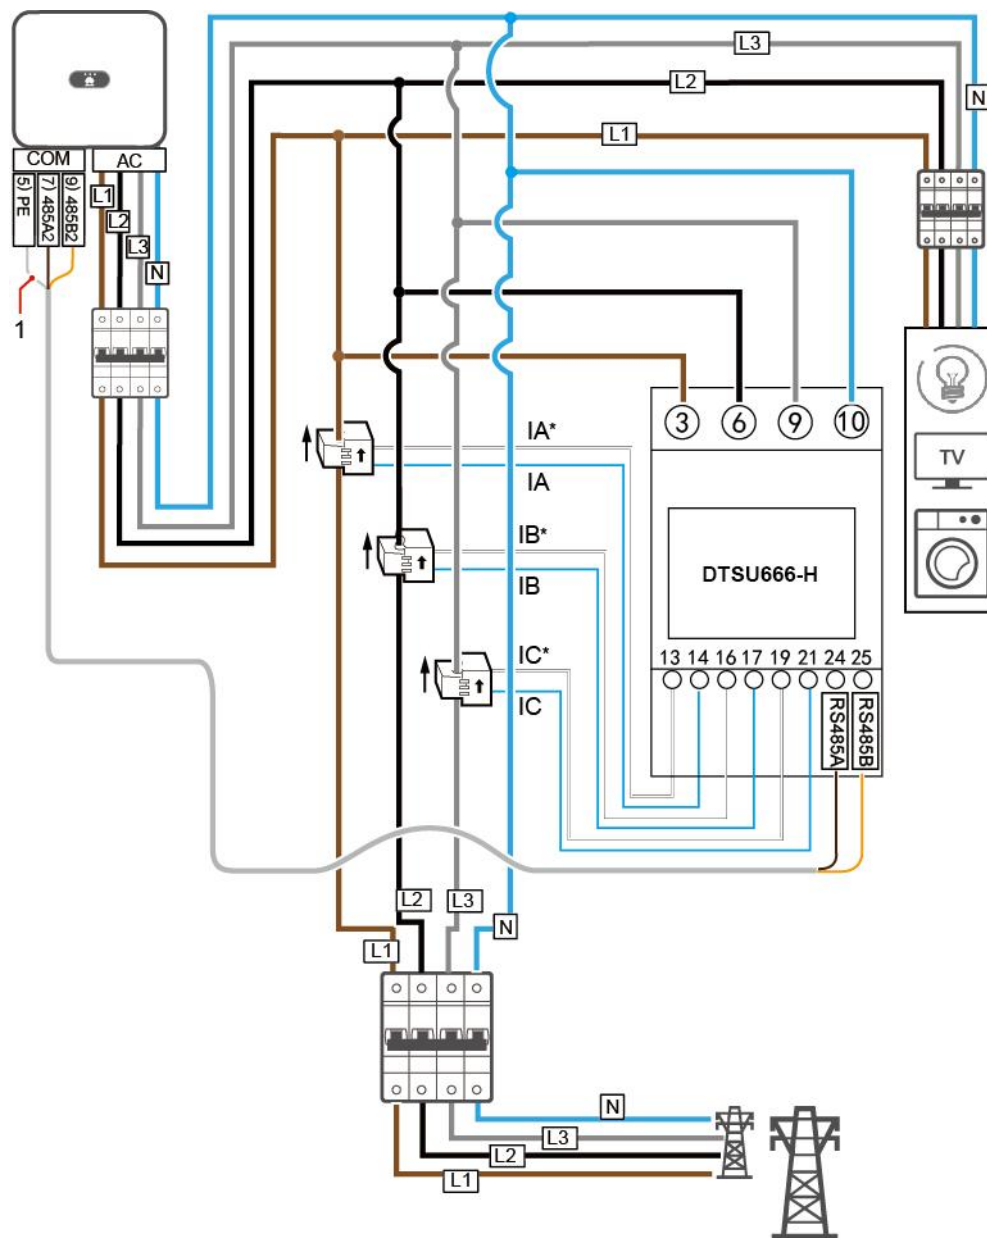 L3
L2
N
L1
COM
AC
5) PE
7) 485A2
9) 485B2
L1
L2
L3
N
1
3
6
9
10
IA*
IA
TV
IB*
IB
DTSU666-H
IC*
IC
13 14 16 17 19 21 24 25
RS485A
RS485B
L2
L3
N
L1
N
L3
L2
L1